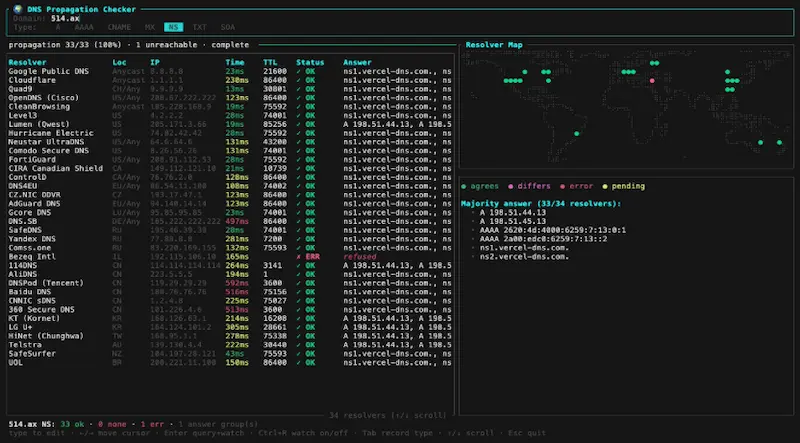 DNS Propagation Checker
Domain: 514.ax
Type: A AAAA CNAME MX NS TXT SOA
propagation 33/33 (100%) · 1 unreachable · complete
Resolver Loc IP Time TTL Status Answer
Google Public DNS Anycast 8.8.8.8 23ms 21600 ✓ OK ns1.vercel-dns.com., ns
Cloudflare Anycast 1.1.1.1 230ms 86400 ✓ OK ns1.vercel-dns.com., ns
Quad9 CH/Any 9.9.9.9 13ms 30801 ✓ OK ns1.vercel-dns.com., ns
OpenDNS (Cisco) US/Any 208.67.222.222 123ms 86400 ✓ OK ns1.vercel-dns.com., ns
CleanBrowsing Anycast 185.228.168.9 19ms 75592 ✓ OK ns1.vercel-dns.com., ns
Level3 US 4.2.2.2 28ms 74001 ✓ OK ns1.vercel-dns.com., ns
Lumen (Qwest) US 205.171.3.66 19ms 85256 ✓ OK A 198.51.44.13, A 198.5
Hurricane Electric US 74.82.42.42 28ms 74001 ✓ OK ns1.vercel-dns.com., ns
Neustar UltraDNS US/Any 64.6.64.6 131ms 43200 ✓ OK ns1.vercel-dns.com., ns
Comodo Secure DNS US/Any 8.26.56.26 131ms 74001 ✓ OK ns1.vercel-dns.com., ns
FortiGuard US/Any 208.91.112.53 28ms 75592 ✓ OK ns1.vercel-dns.com., ns
CIRA Canadian Shield CA 149.112.121.10 21ms 10739 ✓ OK ns1.vercel-dns.com., ns
ControlD CA/Any 76.76.2.0 128ms 86400 ✓ OK ns1.vercel-dns.com., ns
DNS4EU EU/Any 86.54.11.100 108ms 74002 ✓ OK ns1.vercel-dns.com., ns
CZ.NIC ODVR CZ 193.17.47.1 123ms 86400 ✓ OK ns1.vercel-dns.com., ns
AdGuard DNS EU/Any 94.140.14.14 123ms 86400 ✓ OK ns1.vercel-dns.com., ns
Gcore DNS LU/Any 95.85.95.85 23ms 74001 ✓ OK ns1.vercel-dns.com., ns
DNS.SB DE/Any 185.222.222.222 497ms 86400 ✓ OK ns1.vercel-dns.com., ns
SafeDNS RU 195.46.39.39 28ms 74001 ✓ OK ns1.vercel-dns.com., ns
Yandex DNS RU 77.88.8.8 281ms 7200 ✓ OK ns1.vercel-dns.com., ns
Comss.one RU 83.220.169.155 132ms 75593 ✓ OK ns1.vercel-dns.com., ns
Bezeq Intl IL 192.115.106.10 165ms ✗ ERR refused
114DNS CN 114.114.114.114 264ms 3141 ✓ OK A 198.51.44.13, A 198.5
AliDNS CN 223.5.5.5 194ms 1 ✓ OK ns1.vercel-dns.com., ns
DNSPod (Tencent) CN 119.29.29.29 592ms 3600 ✓ OK ns1.vercel-dns.com., ns
Baidu DNS CN 180.76.76.76 516ms 75156 ✓ OK ns1.vercel-dns.com., ns
CNNIC sDNS CN 1.2.4.8 225ms 75027 ✓ OK ns1.vercel-dns.com., ns
360 Secure DNS CN 101.226.4.6 513ms 3600 ✓ OK ns1.vercel-dns.com., ns
KT (Kornet) KR 168.126.63.1 214ms 16208 ✓ OK A 198.51.44.13, A 198.5
LG U+ KR 164.124.101.2 305ms 28661 ✓ OK A 198.51.44.13, A 198.5
HiNet (Chunghwa) TW 168.95.1.1 278ms 75338 ✓ OK A 198.51.44.13, A 198.5
Telstra AU 139.130.4.4 222ms 30440 ✓ OK A 198.51.44.13, A 198.5
SafeSurfer NZ 104.197.28.121 43ms 75593 ✓ OK ns1.vercel-dns.com., ns
UOL BR 200.221.11.100 150ms 86400 ✓ OK ns1.vercel-dns.com., ns
34 resolvers (↑/↓ scroll)
Resolver Map
● agrees ● differs ● error ● pending
Majority answer (33/34 resolvers):
· A 198.51.44.13
· A 198.51.45.13
· AAAA 2620:4d:4000:6259:7:13:0:1
· AAAA 2a00:edc0:6259:7:13::2
· ns1.vercel-dns.com.
· ns2.vercel-dns.com.
514.ax NS: 33 ok · 0 none · 1 err · 1 answer group(s)
type to edit · ←/→ move cursor · Enter query+watch · Ctrl+R watch on/off · Tab record type · ↑/↓ scroll · Esc quit